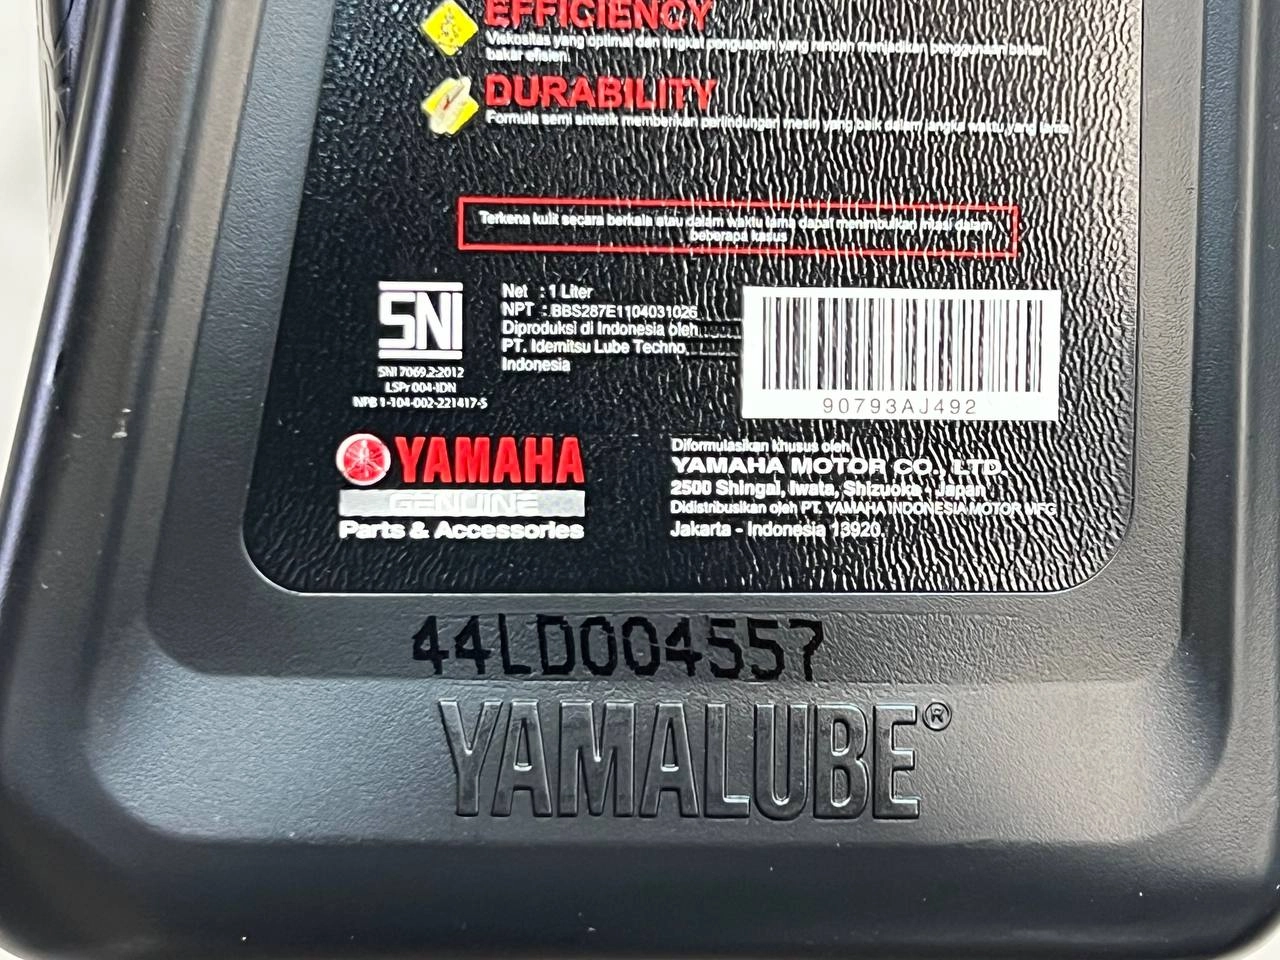 EFFICIENCY
Viskositas yang optimal dan tingkat penguapan yang rendah menjadikan penggunaan bahan
bakar efisien.
DURABILITY
Formula semi sintetik memberikan perlindungan mesin yang baik dalam jangka waktu yang lama.
Terkena kulit secara berkala atau dalam waktu lama dapat menimbulkan iritasi dalam
beberapa kasus
SNI
SNI 7069.2:2012
LSPr 004-IDN
NPB 1-104-002-221417-5
Net : 1 Liter
NPT : BBS287E1104031026
Diproduksi di Indonesia oleh
PT. Idemitsu Lube Techno,
Indonesia
90793AJ492
YAMAHA
GENUINE
Parts & Accessories
Diformulasikan khusus oleh
YAMAHA MOTOR CO., LTD.
2500 Shingai, Iwata, Shizuoka - Japan
Didistribusikan oleh PT. YAMAHA INDONESIA MOTOR MFG
Jakarta - Indonesia 13920.
44LD004557
YAMALUBE®